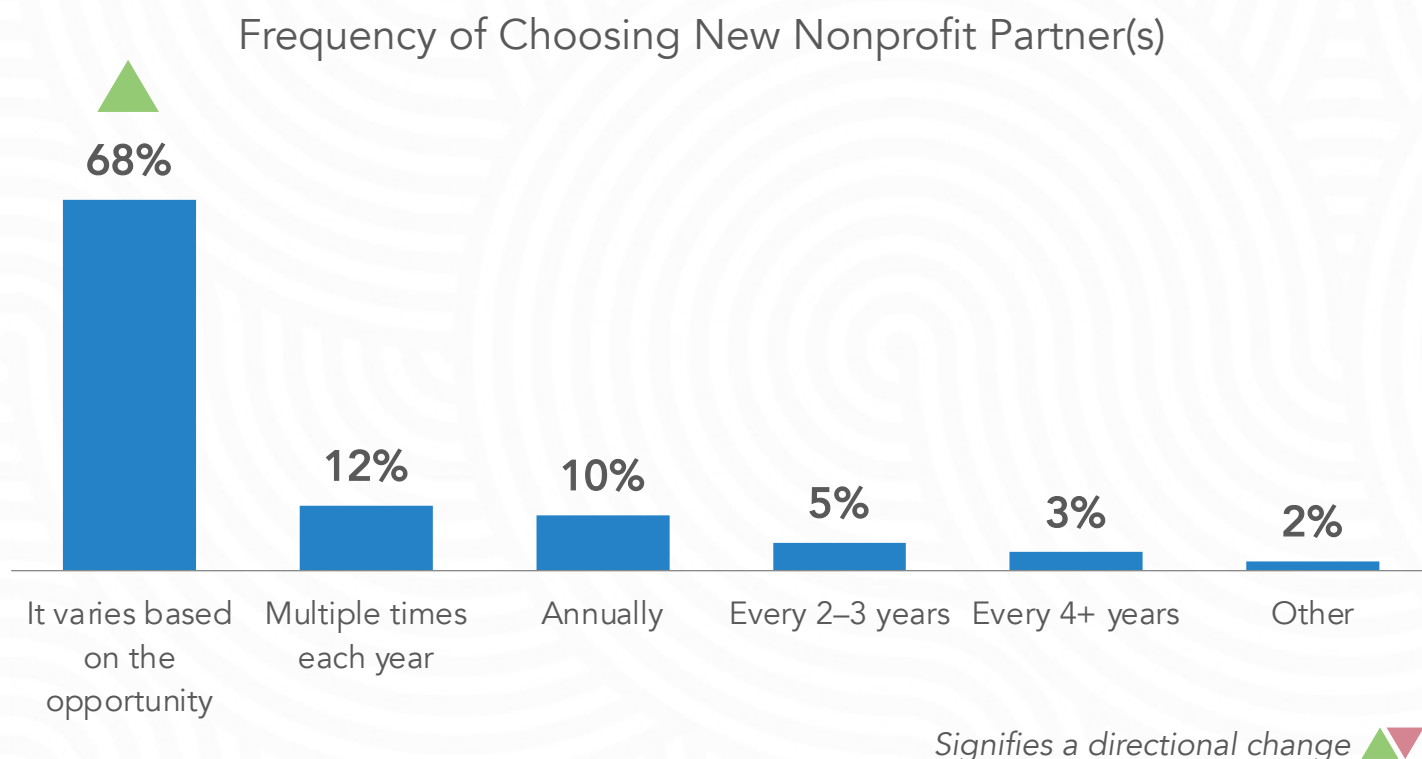 Frequency of Choosing New Nonprofit Partner(s)
68%
12%
10%
5%
3%
2%
It varies based
on the
opportunity
Multiple times
each year
Annually
Every 2–3 years
Every 4+ years
Other
Signifies a directional change